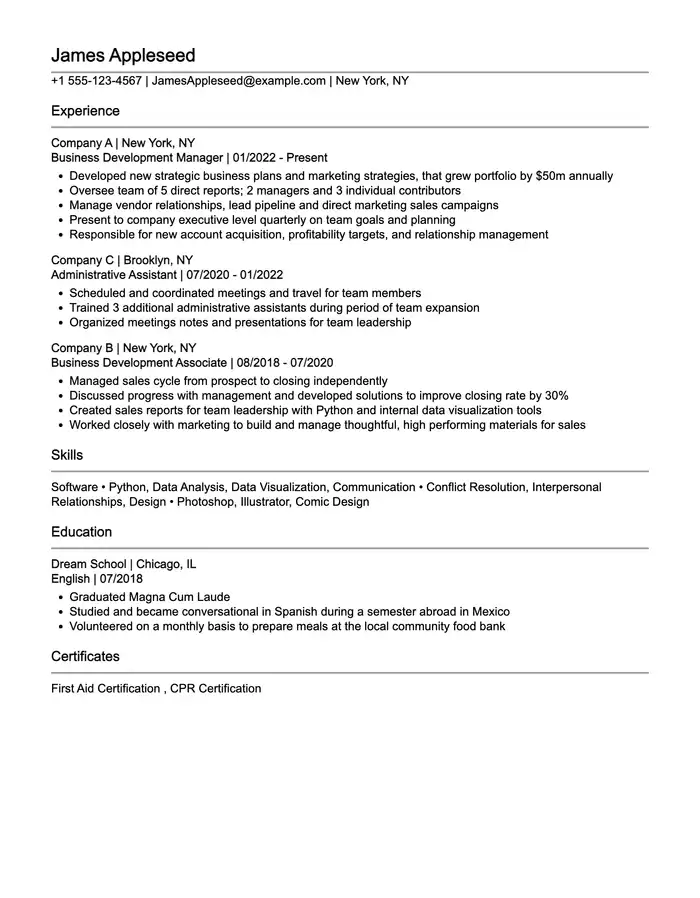 James Appleseed
+1 555-123-4567 | JamesAppleseed@example.com | New York, NY
Experience
Company A | New York, NY
Business Development Manager | 01/2022 - Present
• Developed new strategic business plans and marketing strategies, that grew portfolio by $50m annually
• Oversee team of 5 direct reports; 2 managers and 3 individual contributors
• Manage vendor relationships, lead pipeline and direct marketing sales campaigns
• Present to company executive level quarterly on team goals and planning
• Responsible for new account acquisition, profitability targets, and relationship management
Company C | Brooklyn, NY
Administrative Assistant | 07/2020 - 01/2022
• Scheduled and coordinated meetings and travel for team members
• Trained 3 additional administrative assistants during period of team expansion
• Organized meetings notes and presentations for team leadership
Company B | New York, NY
Business Development Associate | 08/2018 - 07/2020
• Managed sales cycle from prospect to closing independently
• Discussed progress with management and developed solutions to improve closing rate by 30%
• Created sales reports for team leadership with Python and internal data visualization tools
• Worked closely with marketing to build and manage thoughtful, high performing materials for sales
Skills
Software • Python, Data Analysis, Data Visualization, Communication • Conflict Resolution, Interpersonal
Relationships, Design • Photoshop, Illustrator, Comic Design
Education
Dream School | Chicago, IL
English | 07/2018
• Graduated Magna Cum Laude
• Studied and became conversational in Spanish during a semester abroad in Mexico
• Volunteered on a monthly basis to prepare meals at the local community food bank
Certificates
First Aid Certification , CPR Certification